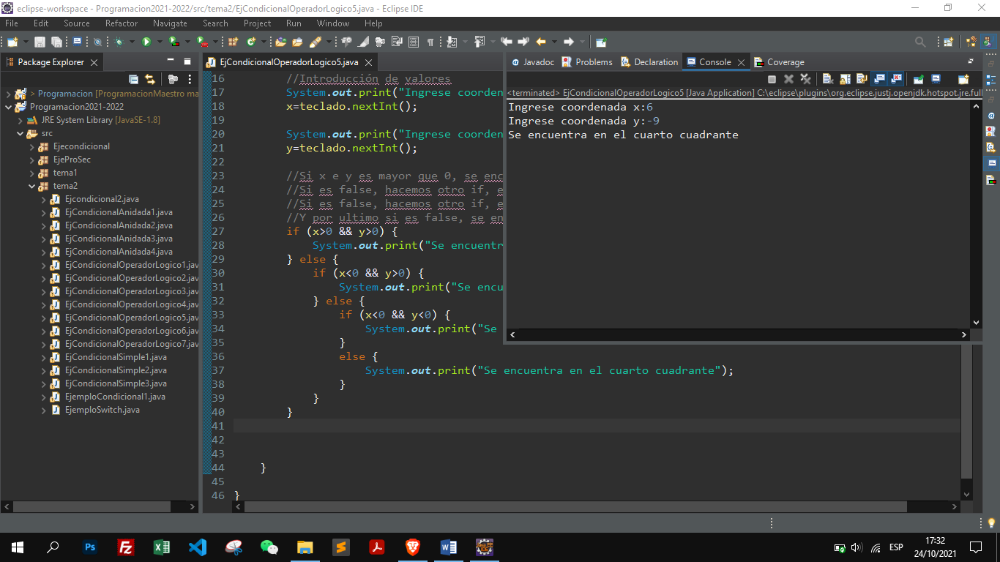 eclipse-workspace - Programacion2021-2022/src/tema2/EjCondicionalOperadorLogico5.java - Eclipse IDE
File Edit Source Refactor Navigate Search Project Run Window Help
Package Explorer
> Programacion [ProgramacionMaestro ma
Programacion2021-2022
JRE System Library [JavaSE-1.8]
src
Ejecondicional
EjeProSec
tema1
tema2
Ejcondicional2.java
EjCondicionalAnidada1.java
EjCondicionalAnidada2.java
EjCondicionalAnidada3.java
EjCondicionalAnidada4.java
EjCondicionalOperadorLogico1.jav
EjCondicionalOperadorLogico2.jav
EjCondicionalOperadorLogico3.jav
EjCondicionalOperadorLogico4.jav
EjCondicionalOperadorLogico5.jav
EjCondicionalOperadorLogico6.jav
EjCondicionalOperadorLogico7.jav
EjCondicionalSimple1.java
EjCondicionalSimple2.java
EjCondicionalSimple3.java
EjemploCondicional1.java
EjemploSwitch.java
EjCondicionalOperadorLogico5.java
16 //Introducción de valores
17 System.out.print("Ingrese coorden
18 x=teclado.nextInt();
19
20 System.out.print("Ingrese coorden
21 y=teclado.nextInt();
22
23 //Si x e y es mayor que 0, se enc
24 //Si es false, hacemos otro if, e
25 //Si es false, hacemos otro if, s
26 //Y por ultimo si es false, se en
27 if (x>0 && y>0) {
28 System.out.print("Se encuentr
29 } else {
30 if (x<0 && y>0) {
31 System.out.print("Se encu
32 } else {
33 if (x<0 && y<0) {
34 System.out.print("Se
35 }
36 else {
37 System.out.print("Se encuentra en el cuarto cuadrante");
38 }
39 }
40 }
41
42
43
44 }
45
46 }
Javadoc Problems Declaration Console Coverage
<terminated> EjCondicionalOperadorLogico5 [Java Application] C:\eclipse\plugins\org.eclipse.justj.openjdk.hotspot.jre.full
Ingrese coordenada x:6
Ingrese coordenada y:-9
Se encuentra en el cuarto cuadrante
ESP
17:32
24/10/2021